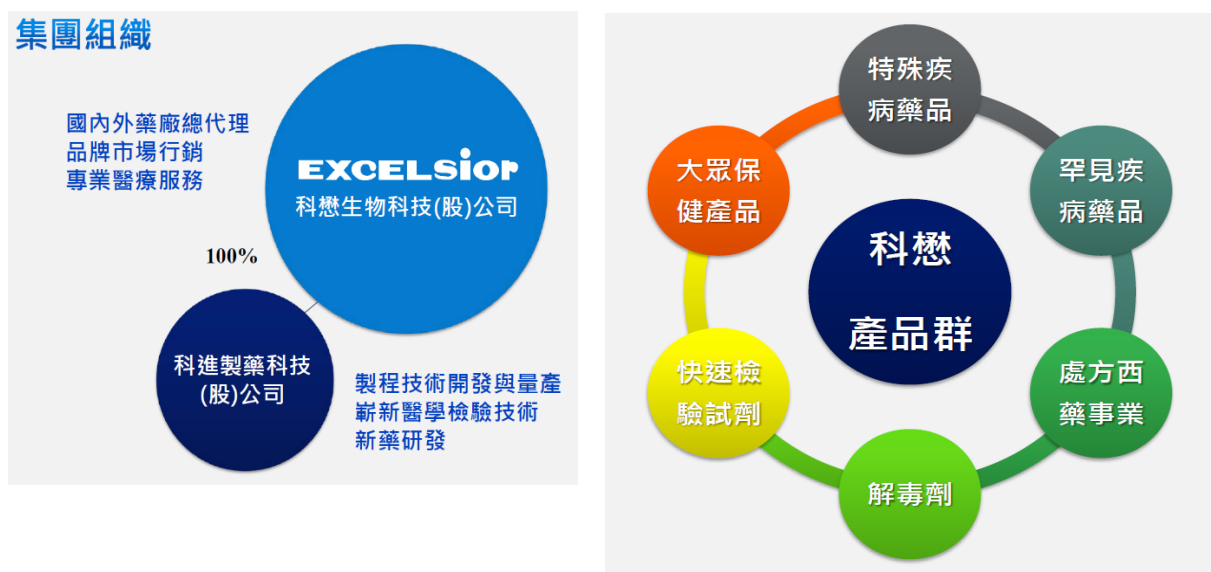 集團組織
國內外藥廠總代理
品牌市場行銷
專業醫療服務
EXCELSIOR
科懋生物科技(股)公司
100%
科進製藥科技
(股)公司
製程技術開發與量產
嶄新醫學檢驗技術
新藥研發
特殊疾
病藥品
罕見疾
病藥品
處方西
藥事業
解毒劑
快速檢
驗試劑
大眾保
健產品
科懋
產品群